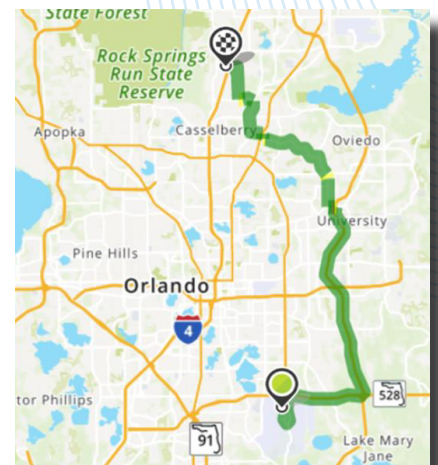 State Forest
Rock Springs
Run State
Reserve
Apopka
Casselberry
Oviedo
University
Pine Hills
Orlando
4
tor Phillips
528
91
Lake Mary
Jane